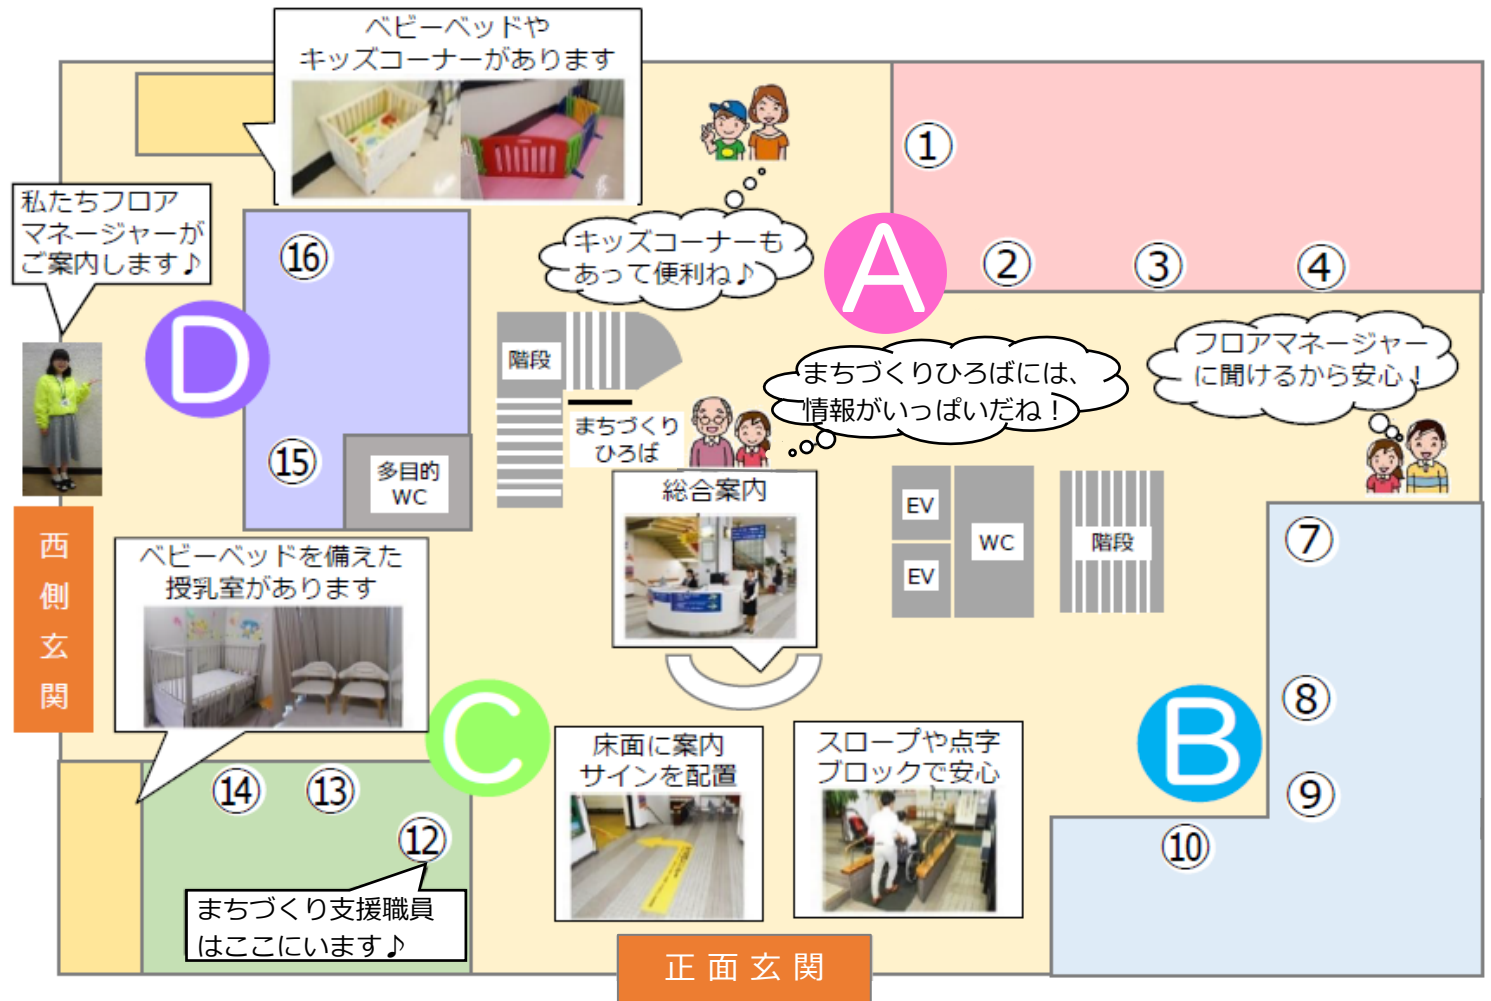 ベビーベッドや
キッズコーナーがあります
①
私たちフロア
マネージャーが
ご案内します♪
⑯
キッズコーナーも
あって便利ね♪
A
②
③
④
D
階段
まちづくりひろばには、
情報がいっぱいだね！
フロアマネージャー
に聞けるから安心！
まちづくり
ひろば
⑮
多目的
WC
総合案内
EV
EV
WC
階段
⑦
西側玄関
ベビーベッドを備えた
授乳室があります
C
B
⑧
床面に案内
サインを配置
スロープや点字
ブロックで安心
⑨
⑭
⑬
⑫
⑩
まちづくり支援職員
はここにいます♪
正面玄関